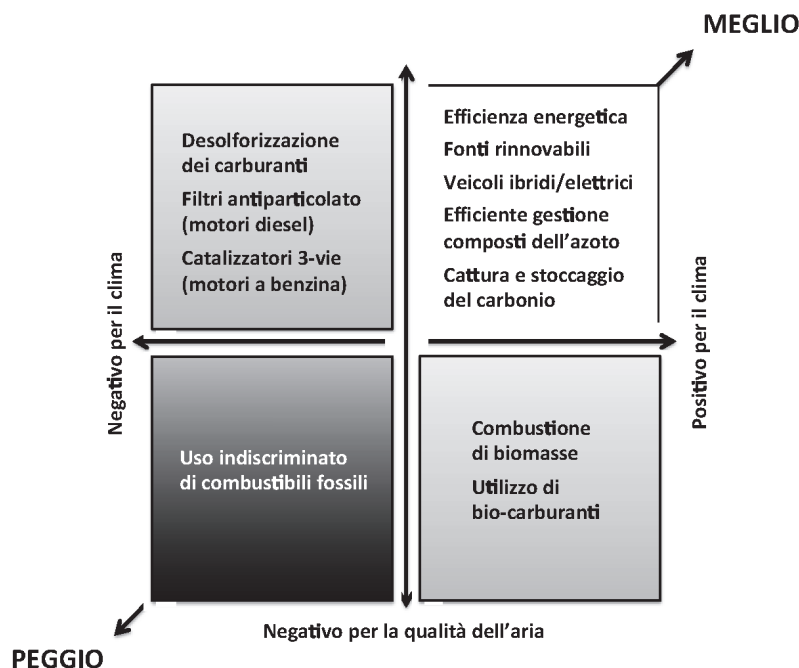 MEGLIO
Desolforizzazione
dei carburanti
Filtri antiparticolato
(motori diesel)
Catalizzatori 3-vie
(motori a benzina)
Efficienza energetica
Fonti rinnovabili
Veicoli ibridi/elettrici
Efficiente gestione
composti dell'azoto
Cattura e stoccaggio
del carbonio
Negativo per il clima
Positivo per il clima
Uso indiscriminato
di combustibili fossili
Combustione
di biomasse
Utilizzo di
bio-carburanti
Negativo per la qualità dell'aria
PEGGIO